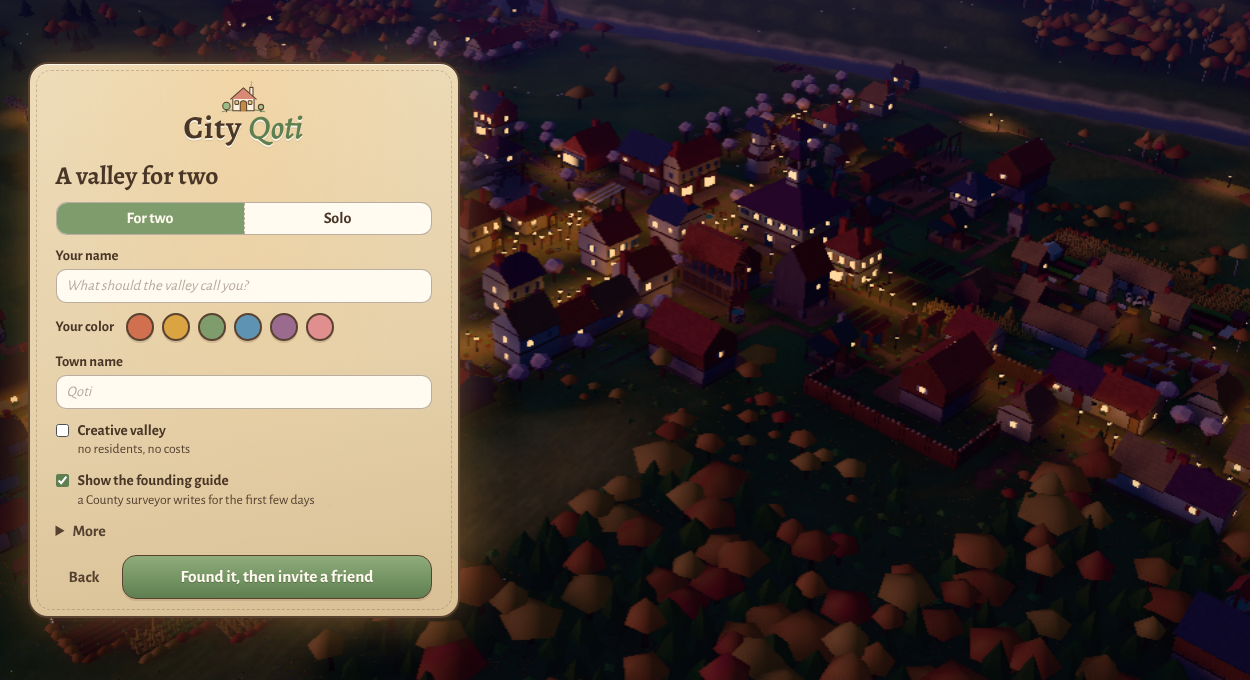 City Qoti
A valley for two
For two
Solo
Your name
What should the valley call you?
Your color
Town name
Qoti
Creative valley
no residents, no costs
Show the founding guide
a County surveyor writes for the first few days
More
Back
Found it, then invite a friend